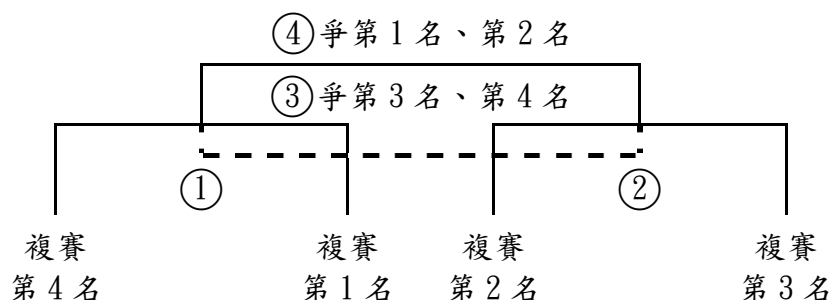 ④爭第1名、第2名
③爭第3名、第4名
①
②
複賽
第4名
複賽
第1名
複賽
第2名
複賽
第3名